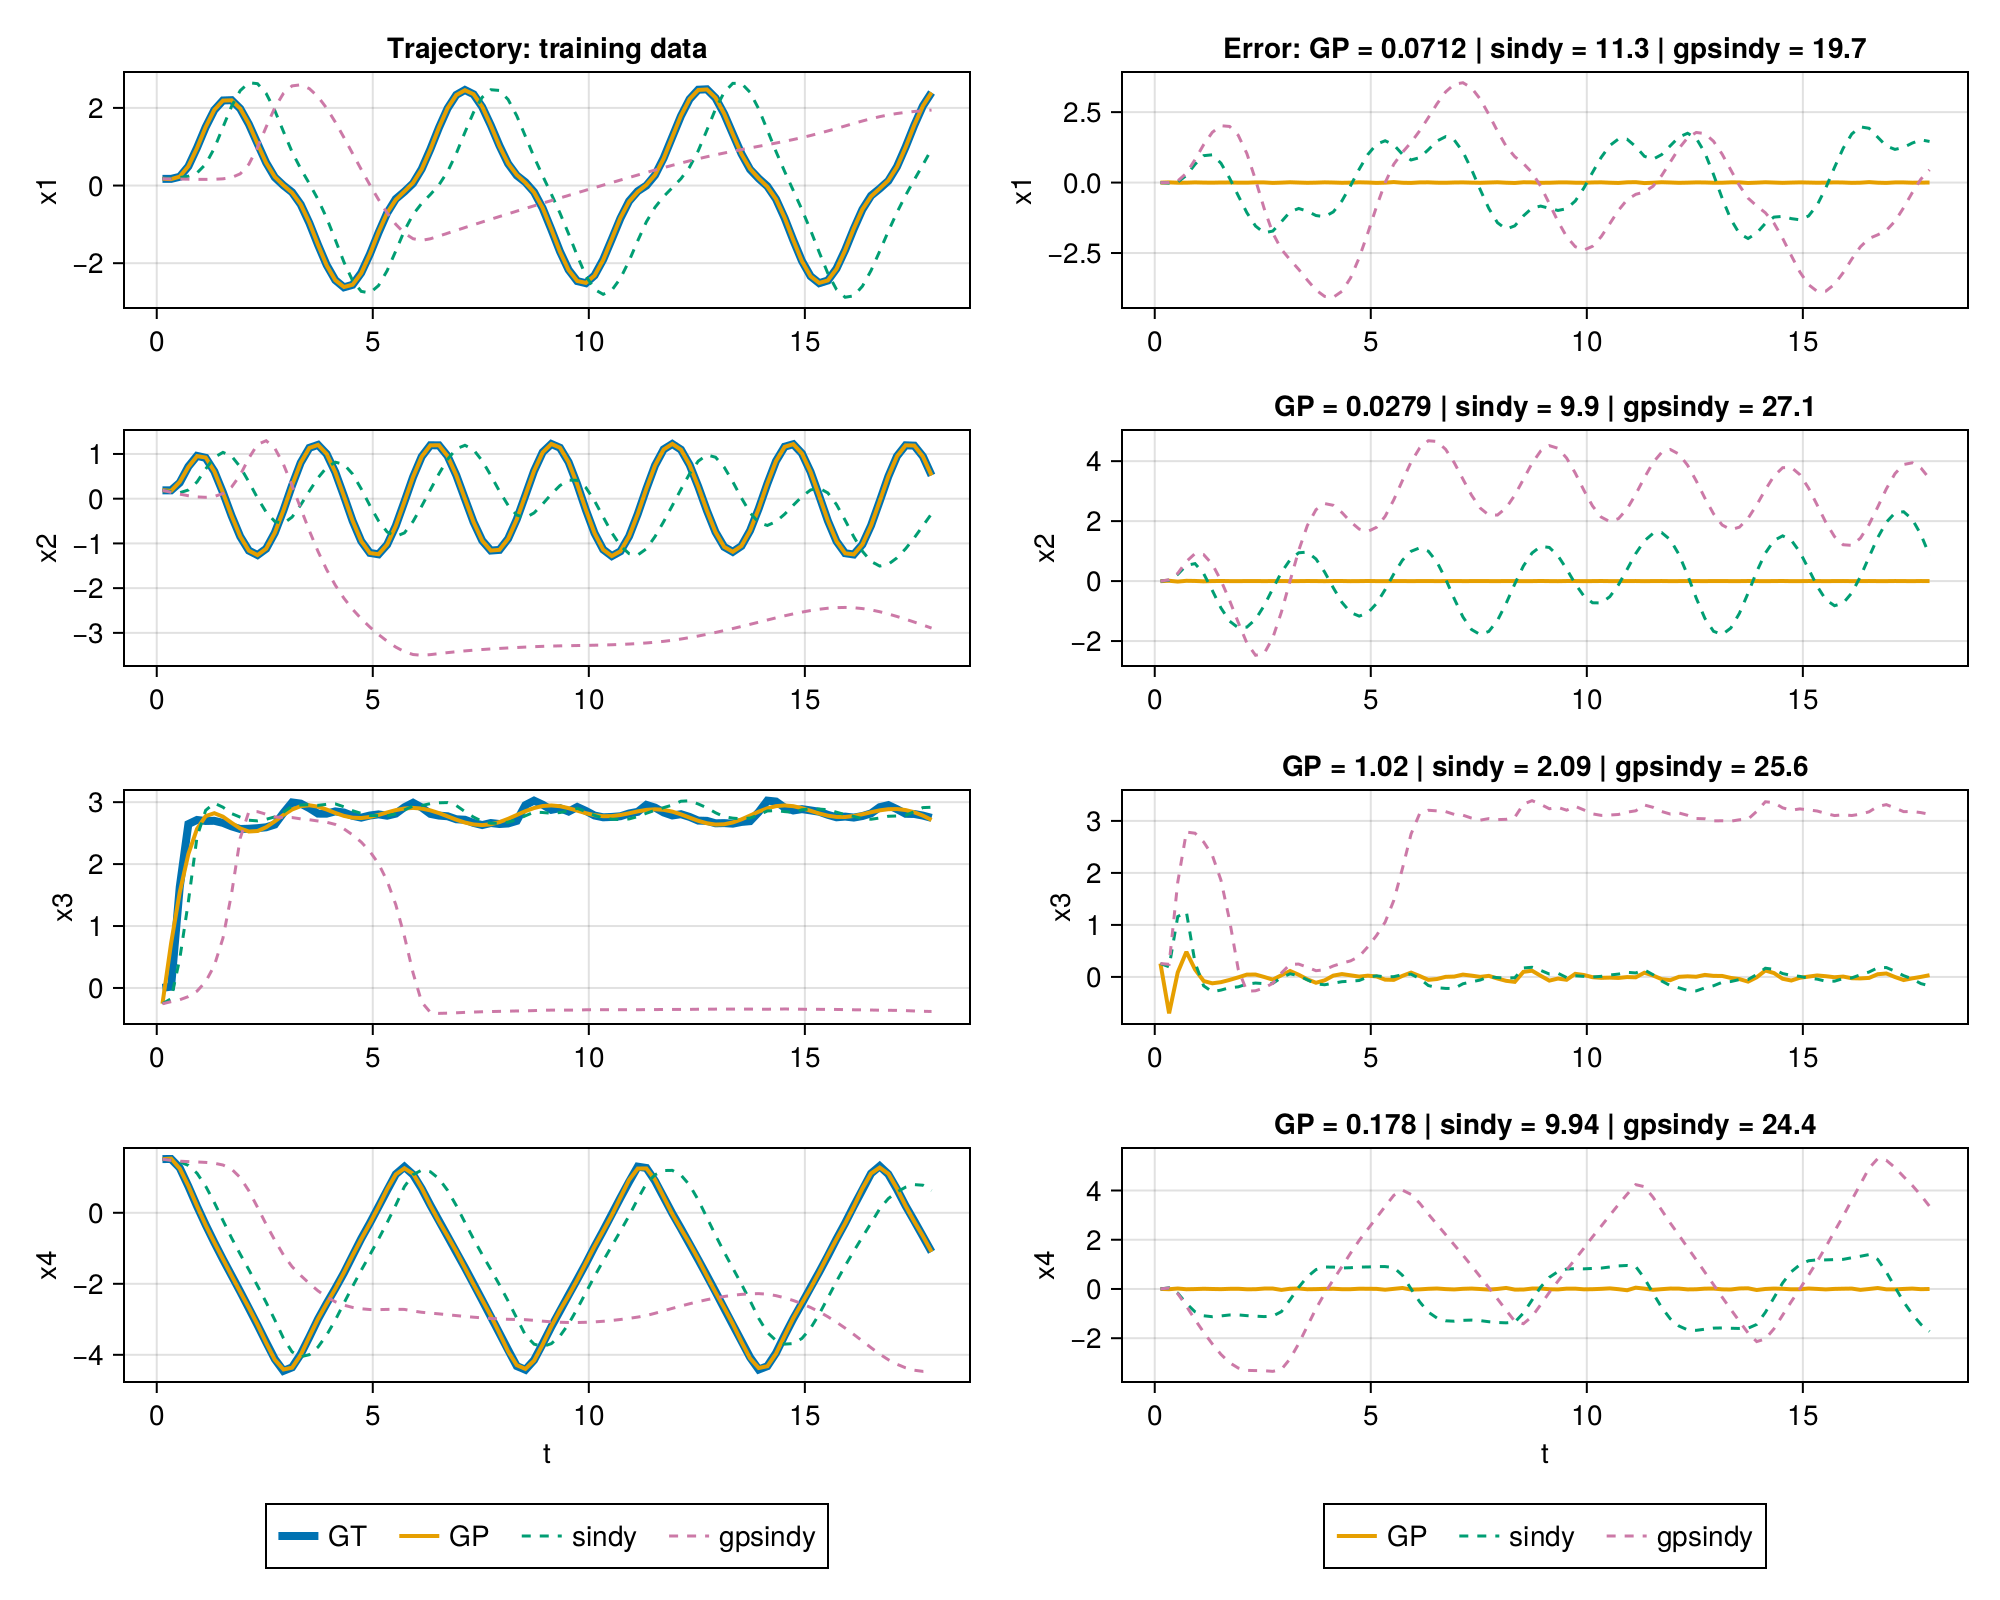 Trajectory: training data
x1
2
0
−2
0 5 10 15
Error: GP = 0.0712 | sindy = 11.3 | gpsindy = 19.7
x1
2.5
0.0
−2.5
0 5 10 15
x2
1
0
−1
−2
−3
0 5 10 15
GP = 0.0279 | sindy = 9.9 | gpsindy = 27.1
x2
4
2
0
−2
0 5 10 15
x3
3
2
1
0
0 5 10 15
GP = 1.02 | sindy = 2.09 | gpsindy = 25.6
x3
3
2
1
0
0 5 10 15
x4
0
−2
−4
0 5 10 15
t
GP = 0.178 | sindy = 9.94 | gpsindy = 24.4
x4
4
2
0
−2
0 5 10 15
t
GT GP sindy gpsindy
GP sindy gpsindy